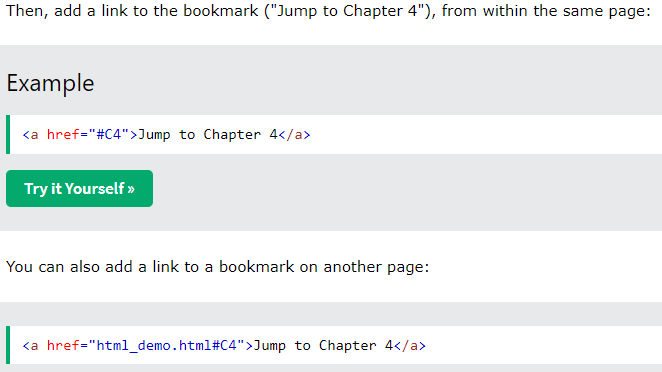 Then, add a link to the bookmark ("Jump to Chapter 4"), from within the same page:
Example
<a href="#C4">Jump to Chapter 4</a>
Try it Yourself »
You can also add a link to a bookmark on another page:
<a href="html_demo.html#C4">Jump to Chapter 4</a>